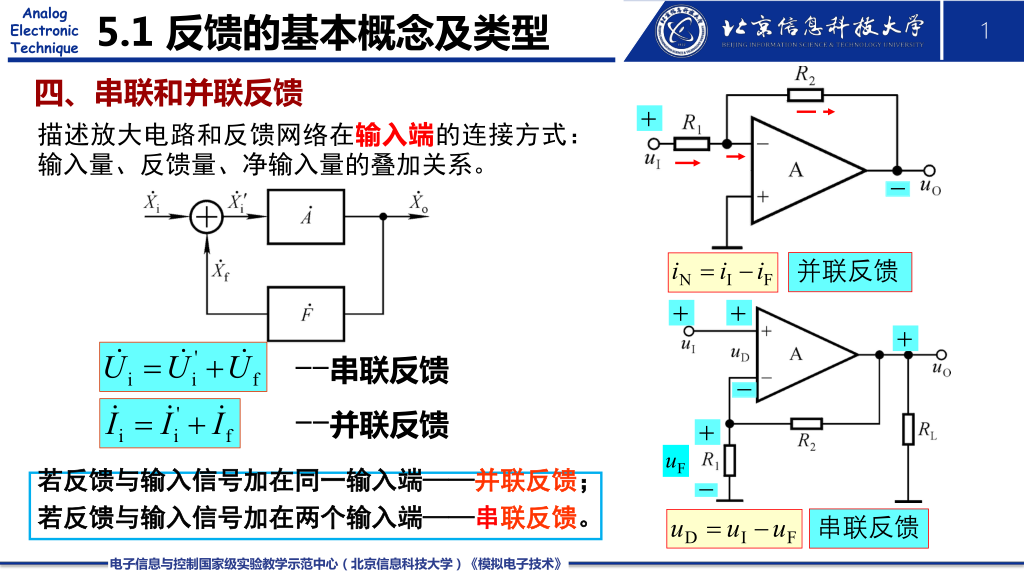 Analog
Electronic
Technique
5.1 反馈的基本概念及类型
北京信息科技大学
BEIJING INFORMATION SCIENCE & TECHNOLOGY UNIVERSITY
1
四、串联和并联反馈
描述放大电路和反馈网络在输入端的连接方式：
输入量、反馈量、净输入量的叠加关系。
Ẋi
Ẋi′
Ȧ
Ẋo
Ẋf
Ḟ
U̇i = U̇i' + U̇f
--串联反馈
İi = İi' + İf
--并联反馈
若反馈与输入信号加在同一输入端——并联反馈；
若反馈与输入信号加在两个输入端——串联反馈。
R2
+
R1
uI
−
A
+
−
uO
iN = iI − iF
并联反馈
+
+
uI
+
uD
A
+
uO
−
−
+
R2
RL
uF
R1
−
uD = uI − uF
串联反馈
电子信息与控制国家级实验教学示范中心（北京信息科技大学）《模拟电子技术》